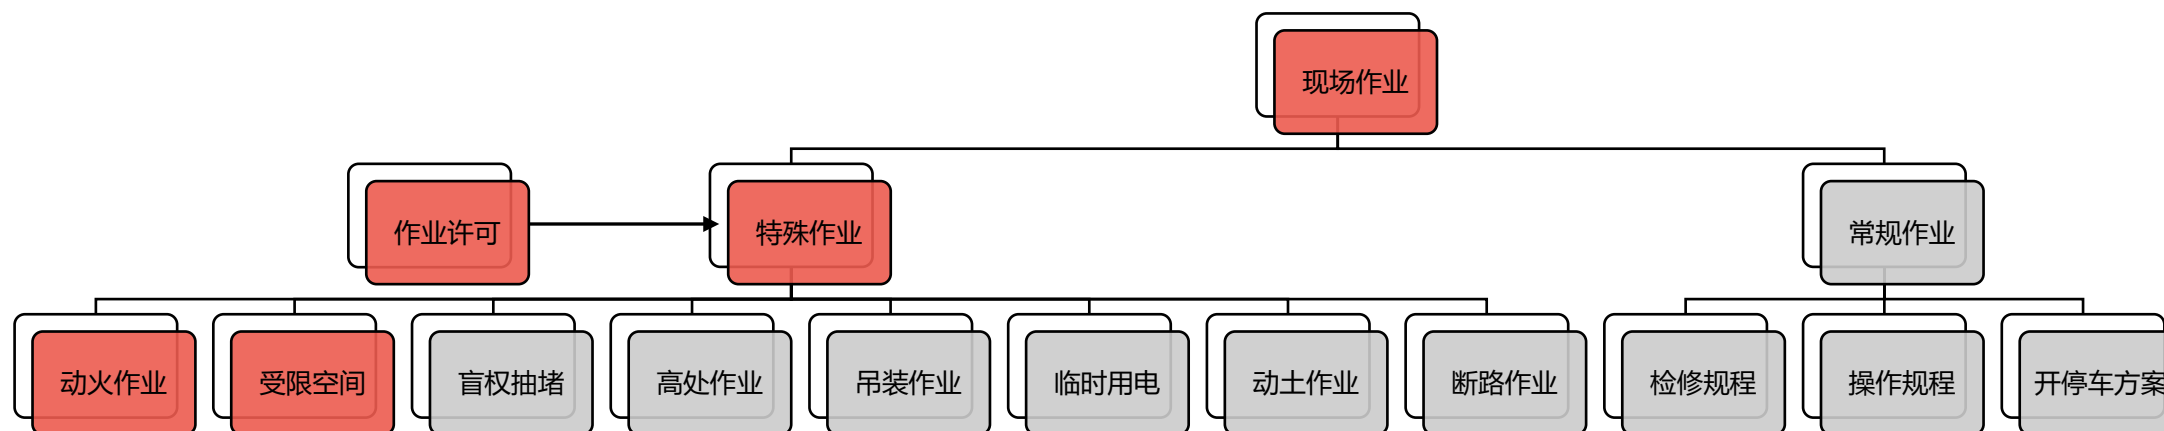 现场作业
作业许可
特殊作业
常规作业
动火作业
受限空间
盲权抽堵
高处作业
吊装作业
临时用电
动土作业
断路作业
检修规程
操作规程
开停车方案